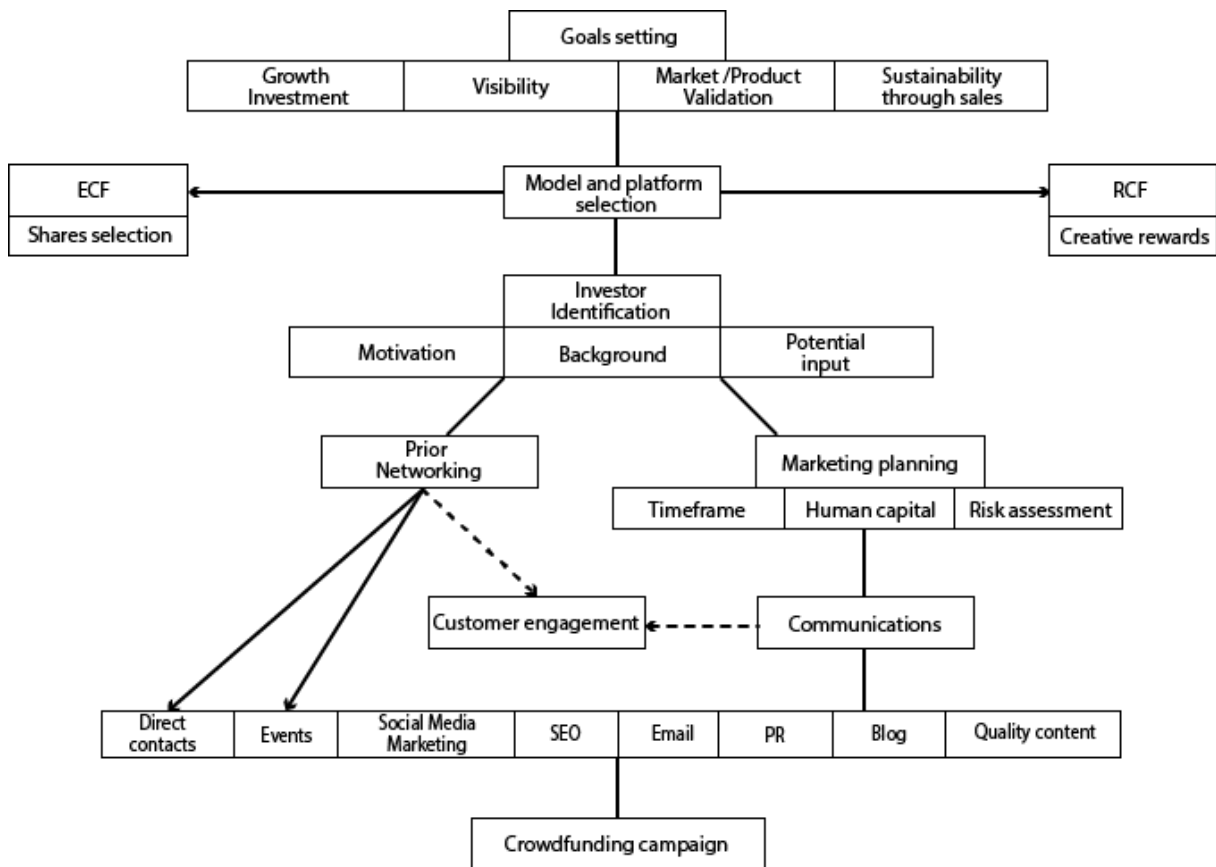 Goals setting
Growth
Investment
Visibility
Market /Product
Validation
Sustainability
through sales
ECF
Shares selection
Model and platform
selection
RCF
Creative rewards
Investor
Identification
Motivation
Background
Potential
input
Prior
Networking
Marketing planning
Timeframe
Human capital
Risk assessment
Customer engagement
Communications
Direct
contacts
Events
Social Media
Marketing
SEO
Email
PR
Blog
Quality content
Crowdfunding campaign